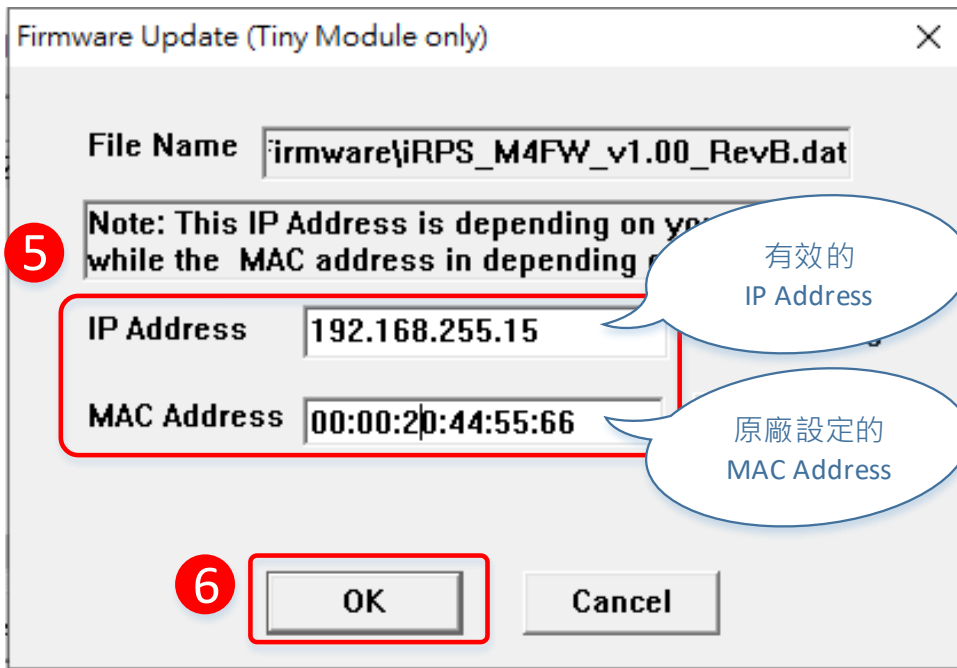 Firmware Update (Tiny Module only)
File Name
Firmware\iRPS_M4FW_v1.00_RevB.dat
Note: This IP Address is depending on
while the MAC address in depending
5
有效的
IP Address
IP Address
192.168.255.15
MAC Address
00:00:20:44:55:66
原廠設定的
MAC Address
6
OK
Cancel